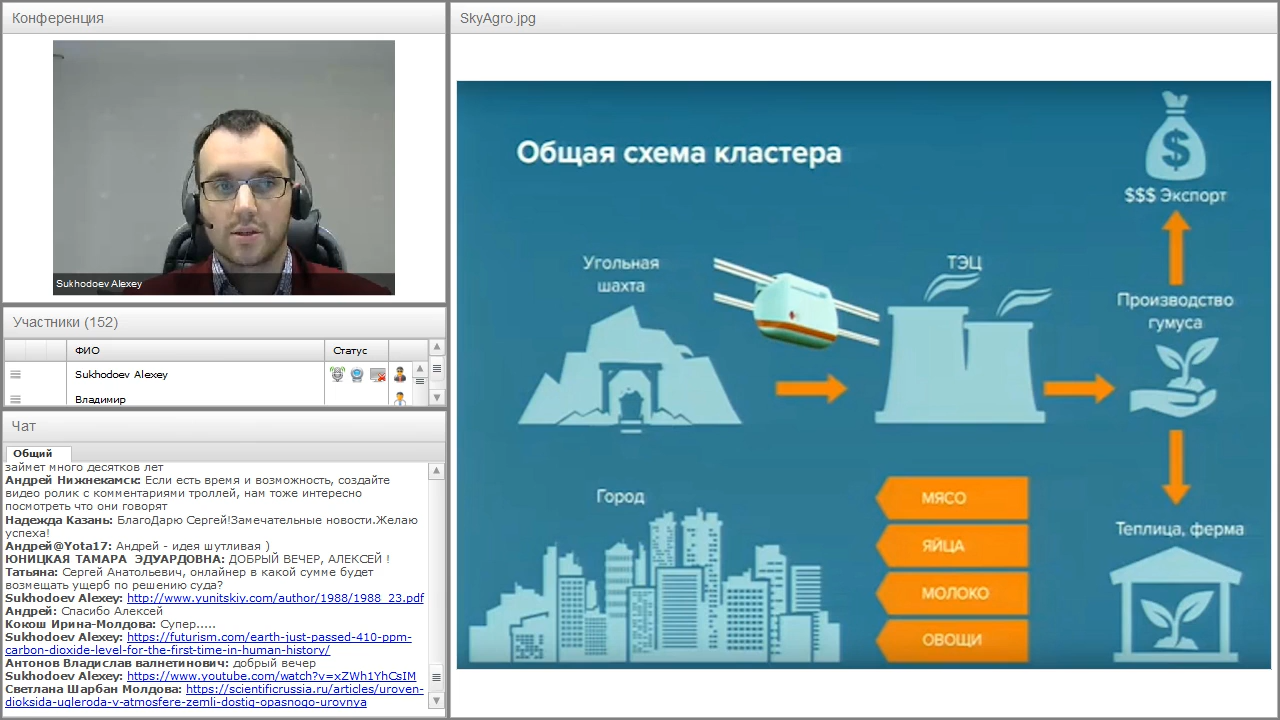 Конференция
Sukhodoev Alexey
Участники (152)
ФИО
Статус
Sukhodoev Alexey
Владимир
Чат
Общий
займет много десятков лет
Андрей Нижнекамск: Если есть время и возможность, создайте
видео ролик с комментариями троллей, нам тоже интересно
посмотреть что они говорят
Надежда Казань: БлагоДарю Сергей!Замечательные новости.Желаю
успеха!
Андрей@Yota17: Андрей - идея шутливая )
ЮНИЦКАЯ ТАМАРА ЭДУАРДОВНА: ДОБРЫЙ ВЕЧЕР, АЛЕКСЕЙ !
Татьяна: Сергей Анатольевич, онлайнер в какой сумме будет
возмещать ущерб по решению суда?
Sukhodoev Alexey: http://www.yunitskiy.com/author/1988/1988_23.pdf
Андрей: Спасибо Алексей
Кокош Ирина-Молдова: Супер.....
Sukhodoev Alexey: https://futurism.com/earth-just-passed-410-ppm-
carbon-dioxide-level-for-the-first-time-in-human-history/
Антонов Владислав валнетинович: добрый вечер
Sukhodoev Alexey: https://www.youtube.com/watch?v=xZWh1YhCsIM
Светлана Шарбан Молдова: https://scientificrussia.ru/articles/uroven-
dioksida-ugleroda-v-atmosfere-zemli-dostig-opasnogo-urovnya
SkyAgro.jpg
Общая схема кластера
$
$$$ Экспорт
Угольная
шахта
ТЭЦ
Производство
гумуса
Город
МЯСО
ЯЙЦА
МОЛОКО
ОВОЩИ
Теплица, ферма